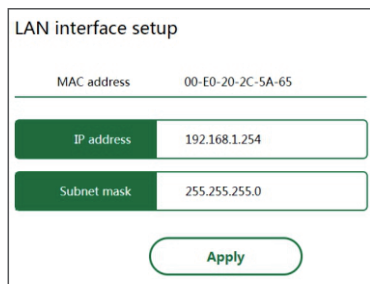 LAN interface setup
MAC address 00-E0-20-2C-5A-65
IP address 192.168.1.254
Subnet mask 255.255.255.0
Apply